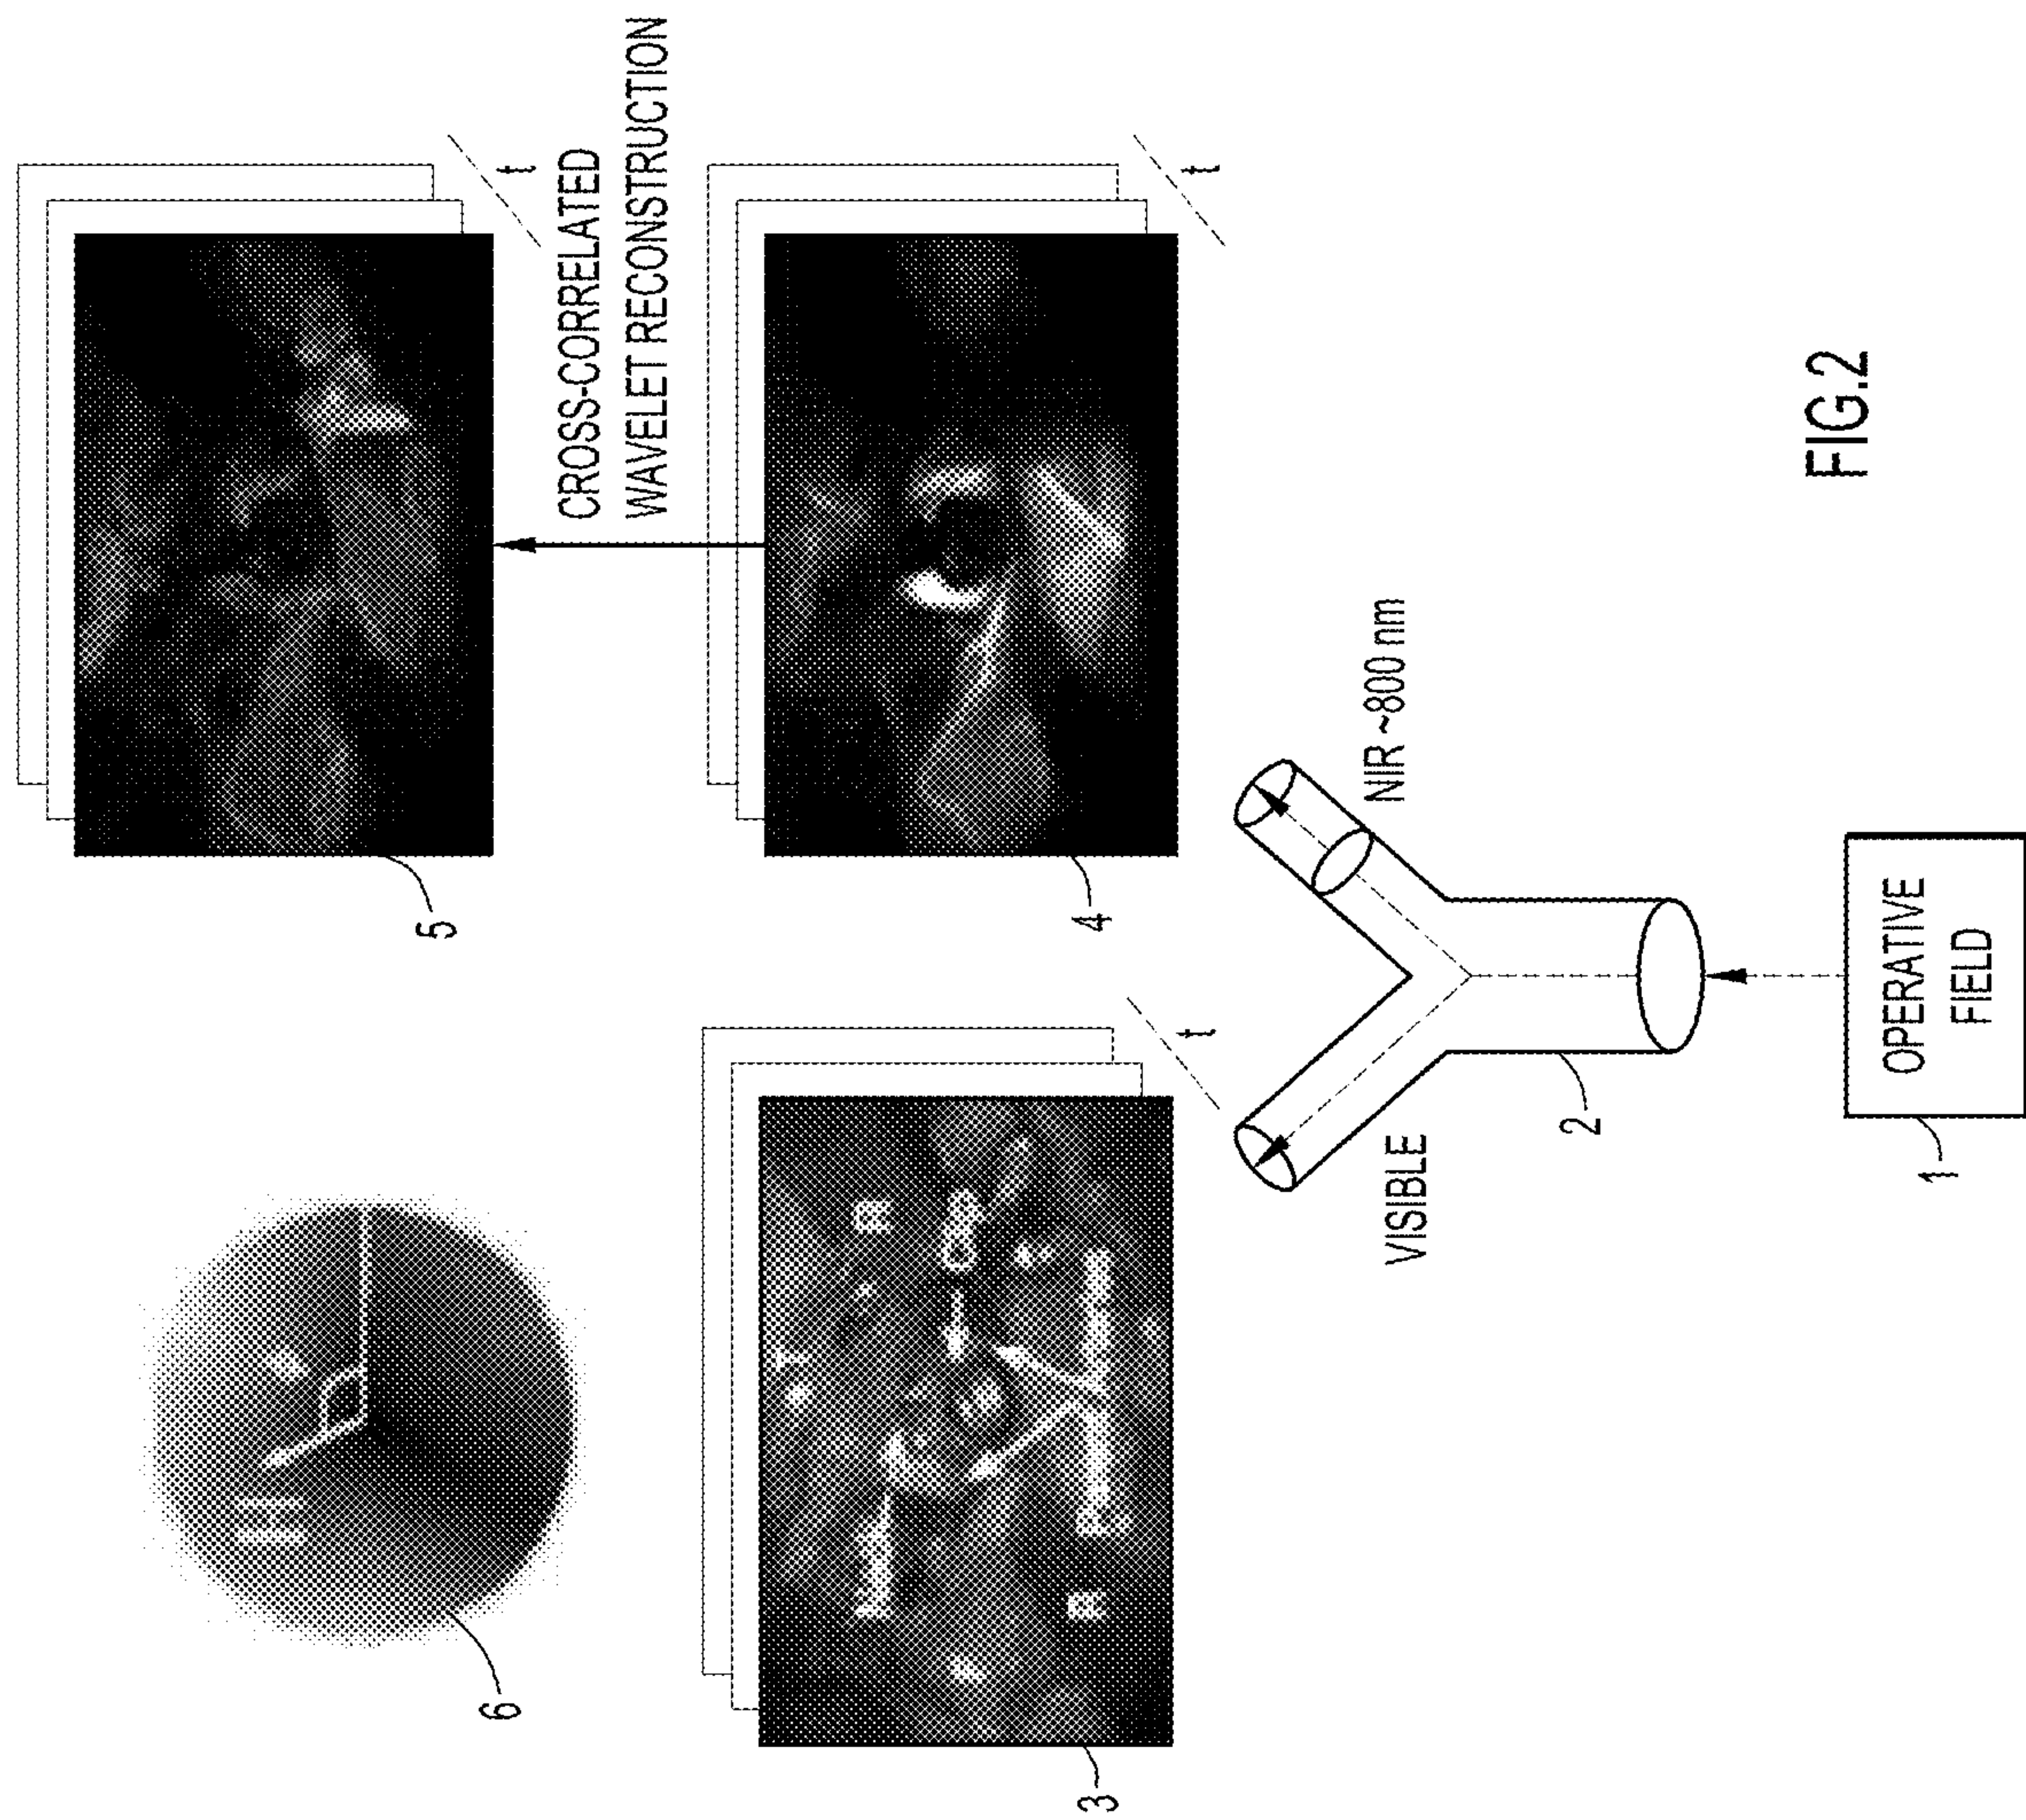 6
5
t
CROSS-CORRELATED
WAVELET RECONSTRUCTION
3
t
4
t
VISIBLE
NIR ~800 nm
2
1
OPERATIVE
FIELD
FIG.2